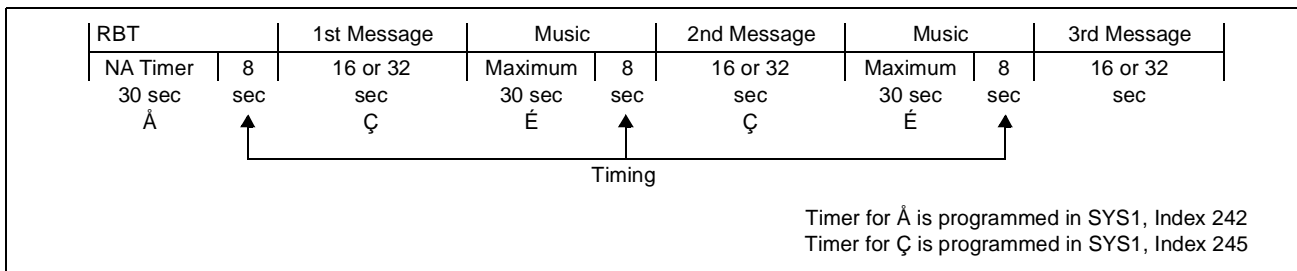 RBT 1st Message Music 2nd Message Music 3rd Message
NA Timer 8 16 or 32 Maximum 8 16 or 32 Maximum 8 16 or 32
30 sec sec sec 30 sec sec sec 30 sec sec sec
Å Ç É Ç É
Timing
Timer for Å is programmed in SYS1, Index 242
Timer for Ç is programmed in SYS1, Index 245